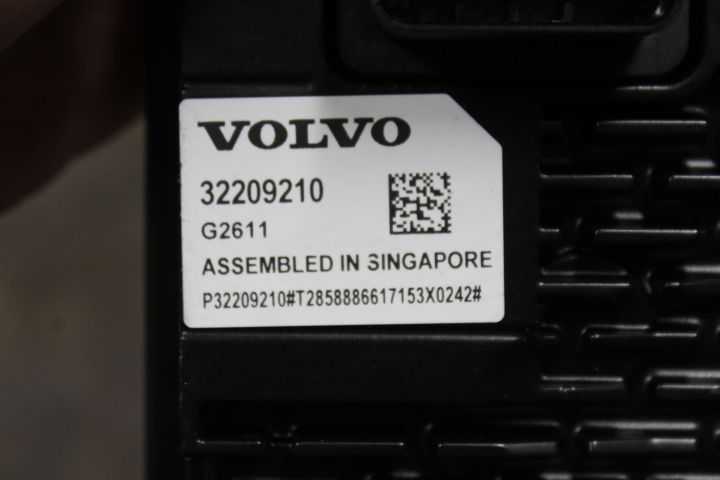 VOLVO
32209210
G2611
ASSEMBLED IN SINGAPORE
P32209210#T2858886617153X0242#